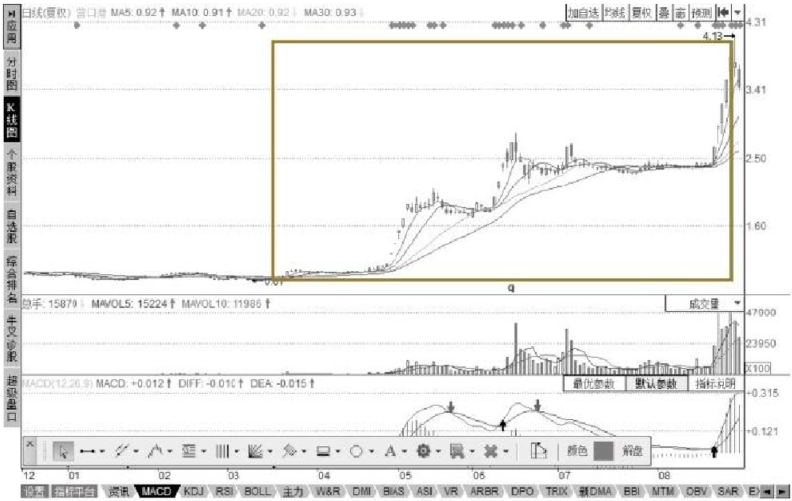 日线(复权) 营口港 MA5: 0.92↑ MA10: 0.91↑ MA20: 0.92↓ MA30: 0.93↓
加自选 均线 复权 叠 预测
应用
分时图
K线图
个股资料
自选股
综合排名
牛叉诊股
超级盘口
4.31
4.13
3.41
2.50
1.60
q
总手: 15870↓ MAVOL5: 15224↑ MAVOL10: 11986↑
成交量
47900
23950
X100
MACD(12,26,9) MACD: +0.012↑ DIFF: -0.010↑ DEA: -0.015↑
最优参数 默认参数 指标说明
+0.315
+0.121
A 颜色 解盘
12 01 02 03 04 05 06 07 08
设置 指标平台 资讯 MACD KDJ RSI BOLL 主力 W&R DMI BIAS ASI VR ARBR DPO TRIX 新DMA BBI MTM OBV SAR